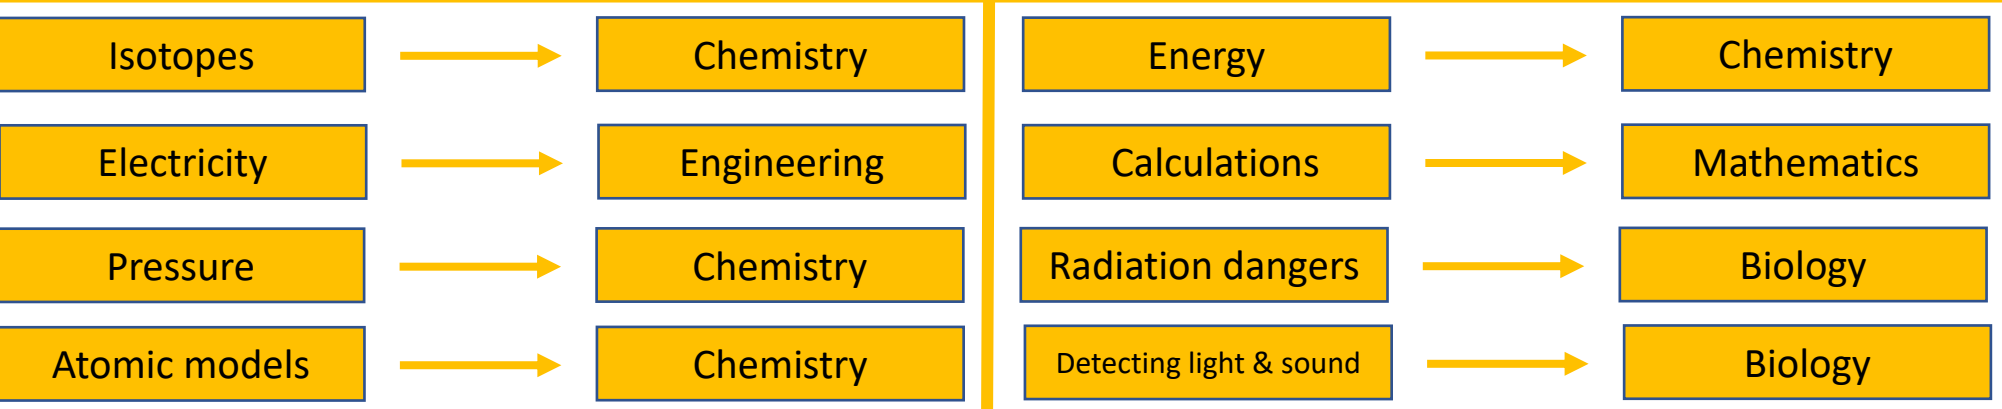 Isotopes
Chemistry
Electricity
Engineering
Pressure
Chemistry
Atomic models
Chemistry
Energy
Chemistry
Calculations
Mathematics
Radiation dangers
Biology
Detecting light & sound
Biology